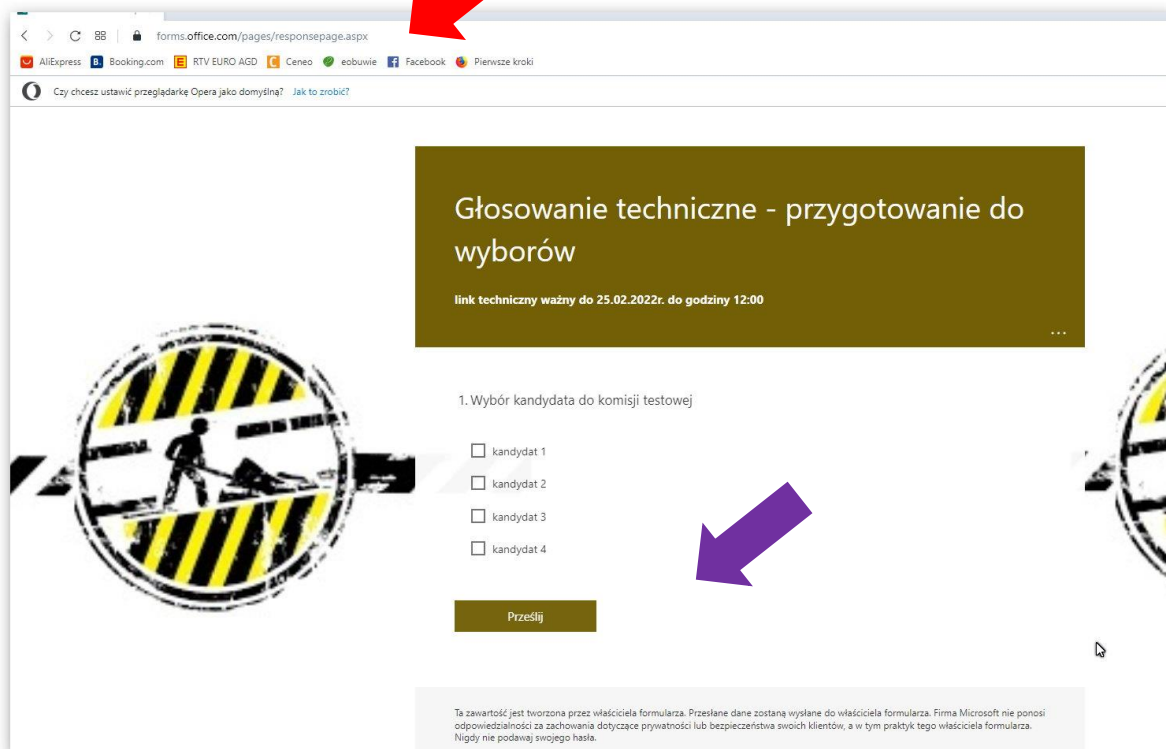 forms.office.com/pages/responsepage.aspx
AliExpress B. Booking.com E RTV EURO AGD Ceneo eobuwie Facebook Pierwsze kroki
Czy chcesz ustawić przeglądarkę Opera jako domyślną? Jak to zrobić?
Głosowanie techniczne - przygotowanie do
wyborów
link techniczny ważny do 25.02.2022r. do godziny 12:00
...
1. Wybór kandydata do komisji testowej
kandydat 1
kandydat 2
kandydat 3
kandydat 4
Prześlij
Ta zawartość jest tworzona przez właściciela formularza. Przesłane dane zostaną wysłane do właściciela formularza. Firma Microsoft nie ponosi
odpowiedzialności za zachowania dotyczące prywatności lub bezpieczeństwa swoich klientów, a w tym praktyk tego właściciela formularza.
Nigdy nie podawaj swojego hasła.